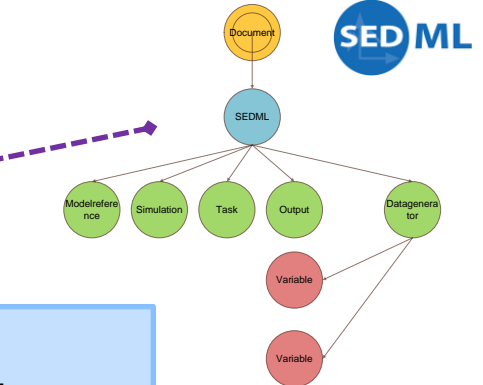 Document
SED ML
SEDML
Modelrefere
nce
Simulation
Task
Output
Datagenera
tor
Variable
Variable